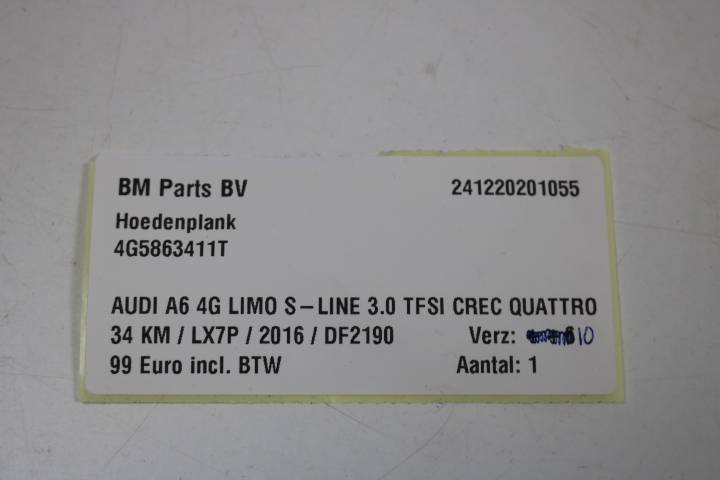 BM Parts BV 241220201055
Hoedenplank
4G5863411T
AUDI A6 4G LIMO S-LINE 3.0 TFSI CREC QUATTRO
34 KM / LX7P / 2016 / DF2190 Verz: 10
99 Euro incl. BTW Aantal: 1